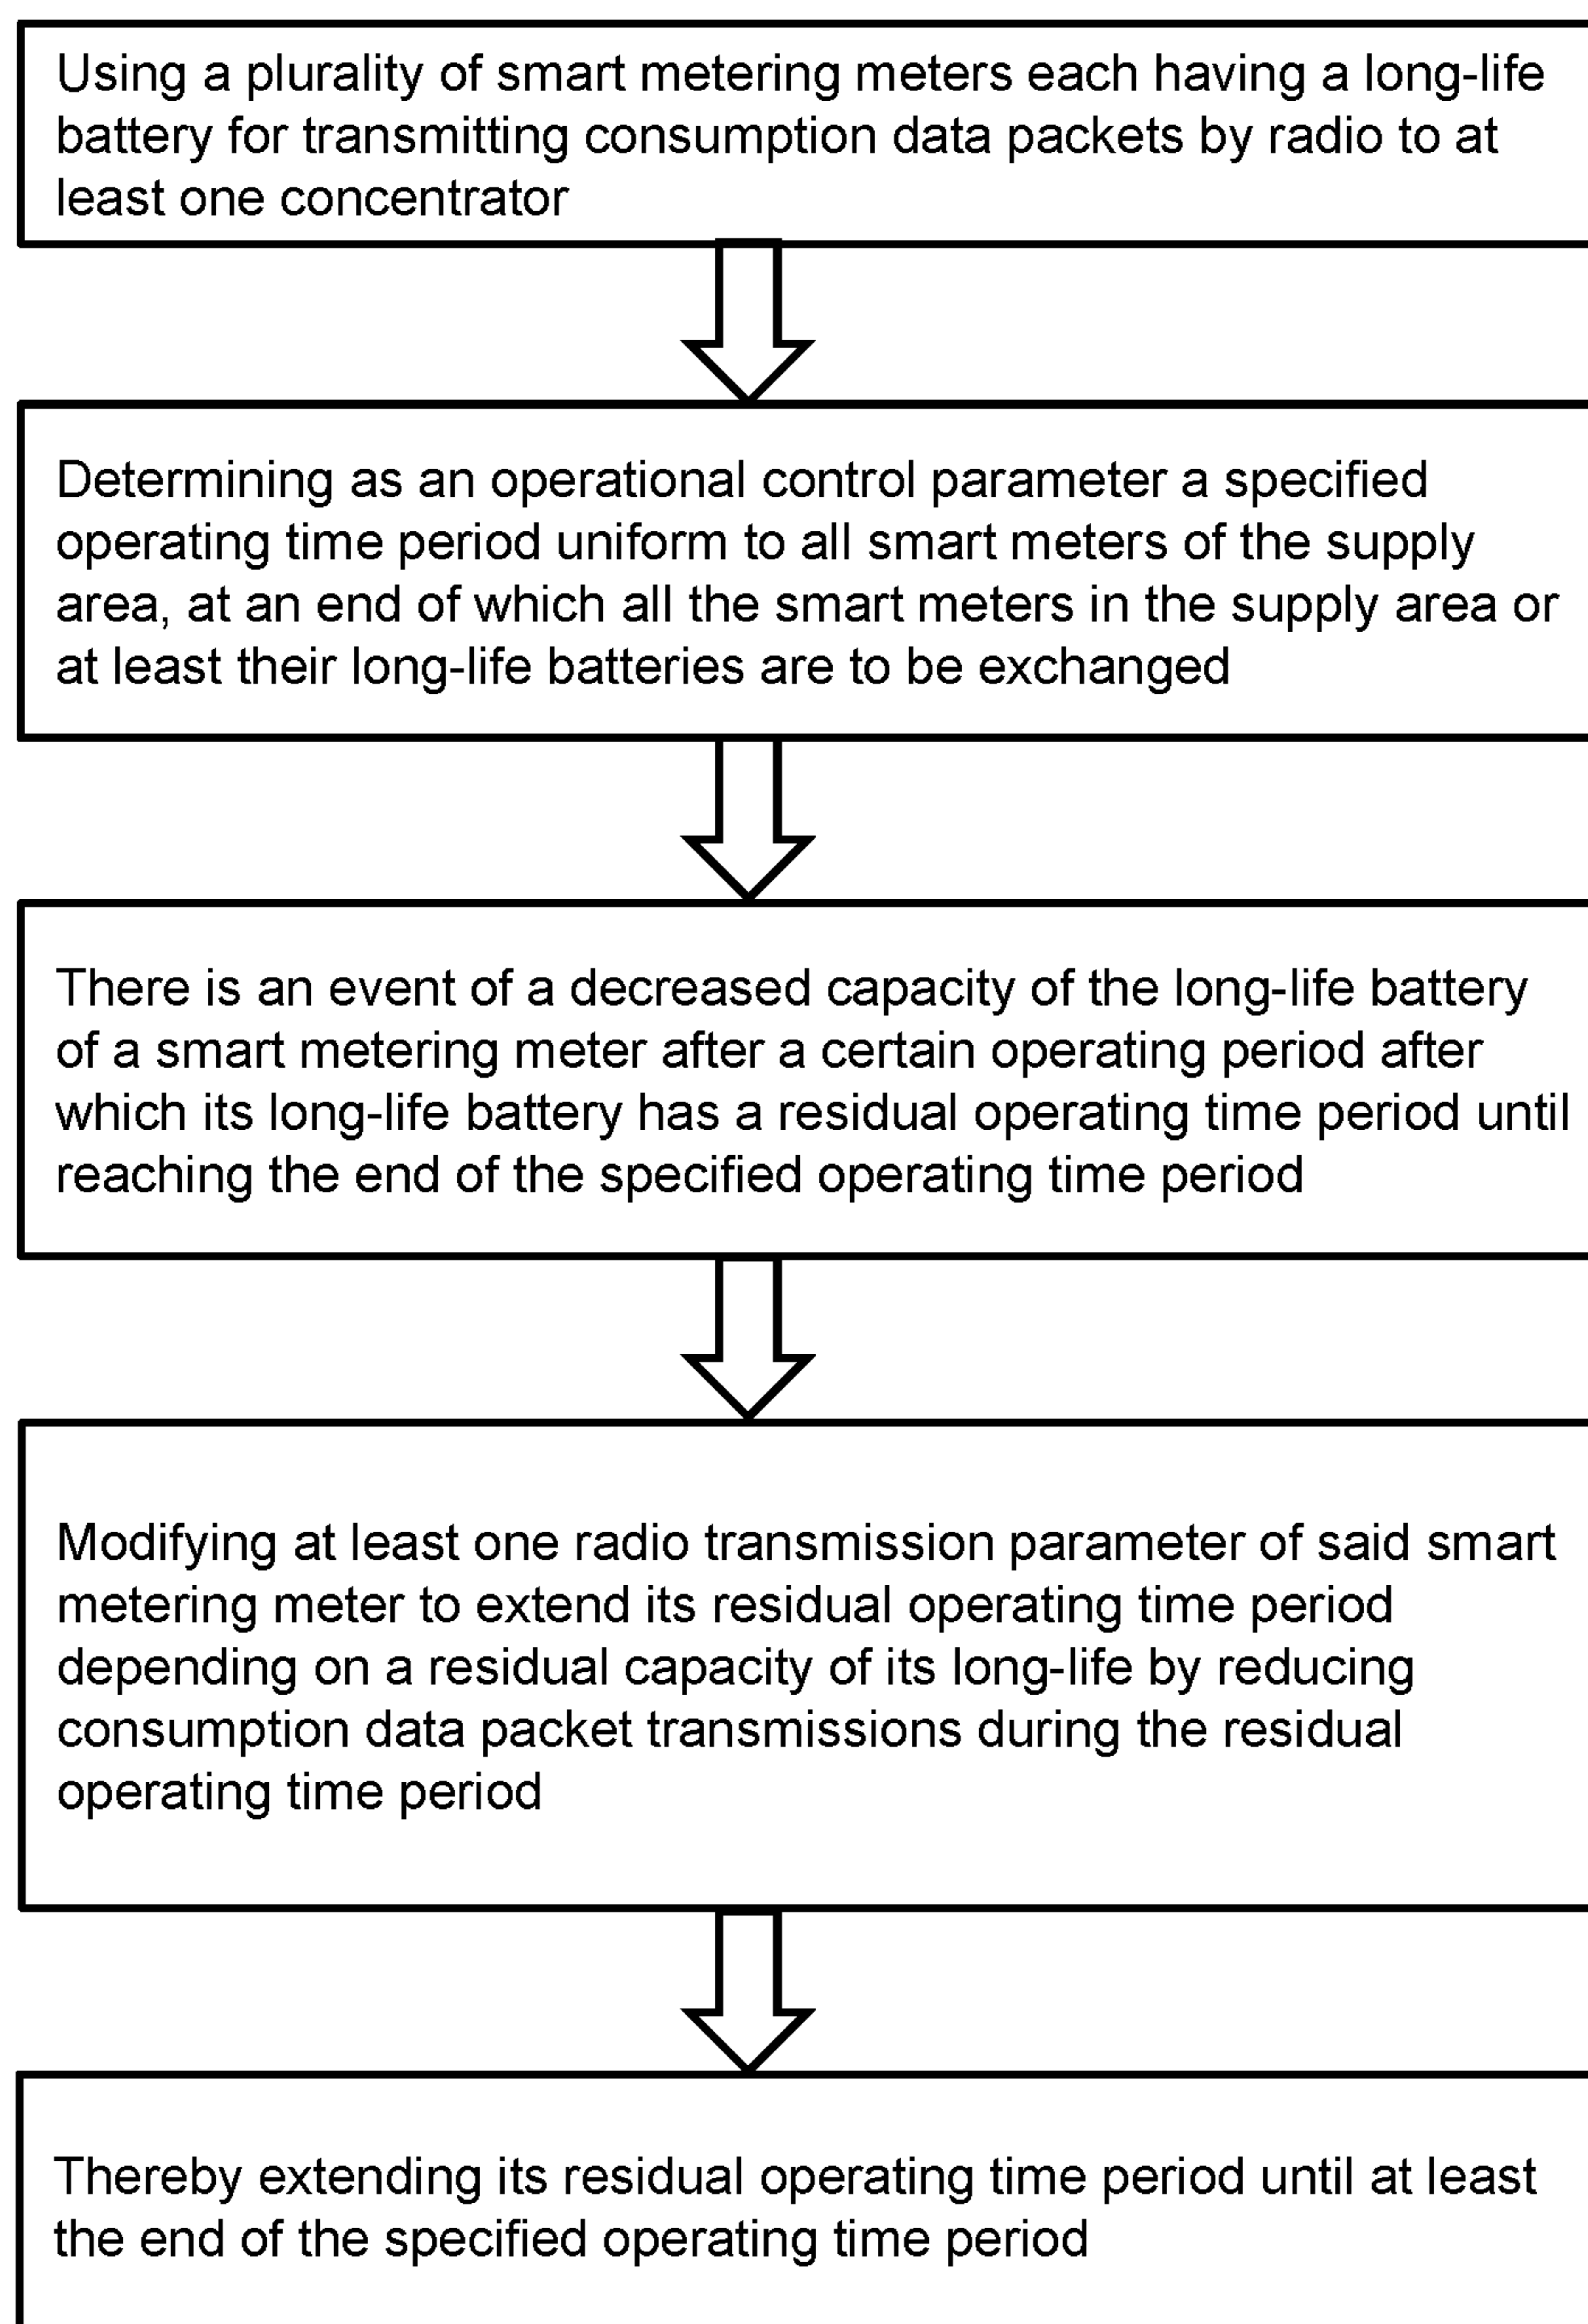 Using a plurality of smart metering meters each having a long-life
battery for transmitting consumption data packets by radio to at
least one concentrator
Determining as an operational control parameter a specified
operating time period uniform to all smart meters of the supply
area, at an end of which all the smart meters in the supply area or
at least their long-life batteries are to be exchanged
There is an event of a decreased capacity of the long-life battery
of a smart metering meter after a certain operating period after
which its long-life battery has a residual operating time period until
reaching the end of the specified operating time period
Modifying at least one radio transmission parameter of said smart
metering meter to extend its residual operating time period
depending on a residual capacity of its long-life by reducing
consumption data packet transmissions during the residual
operating time period
Thereby extending its residual operating time period until at least
the end of the specified operating time period